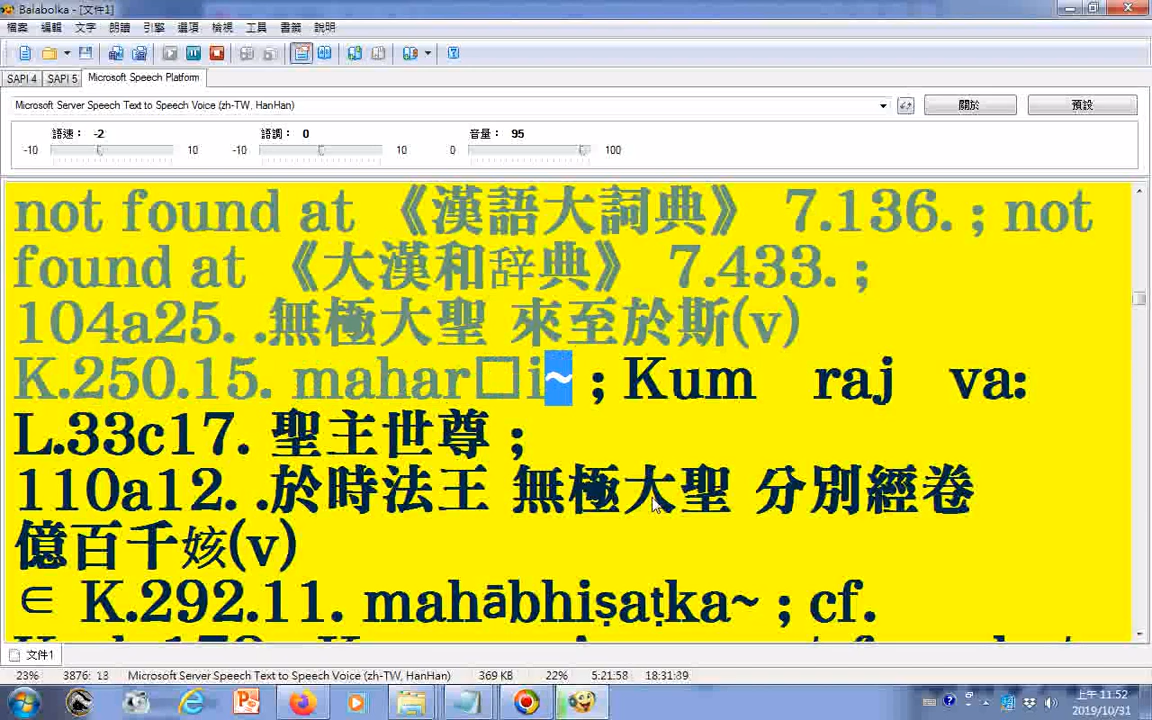 Balabolka - [文件1]
檔案 編輯 文字 朗讀 引擎 選項 檢視 工具 書籤 說明
SAPI 4 SAPI 5 Microsoft Speech Platform
Microsoft Server Speech Text to Speech Voice (zh-TW, HanHan) 關於 預設
語速： -2 語調： 0 音量： 95
-10 10 -10 10 0 100
not found at 《漢語大詞典》 7.136. ; not
found at 《大漢和辞典》 7.433. ;
104a25. .無極大聖 來至於斯(v)
K.250.15. mahar□i~ ; Kum raj va:
L.33c17. 聖主世尊 ;
110a12. .於時法王 無極大聖 分別經卷
億百千姟(v)
∈ K.292.11. mahābhiṣaṭka~ ; cf.
文件1
23% 3876: 13 Microsoft Server Speech Text to Speech Voice (zh-TW, HanHan) 369 KB 22% 5:21:58 18:31:39
上午 11:52
2019/10/31